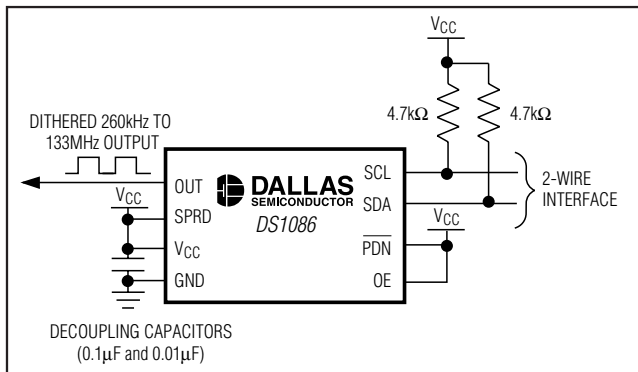 VCC
4.7kΩ
4.7kΩ
DITHERED 260kHz TO
133MHz OUTPUT
VCC
OUT
SPRD
VCC
GND
DALLAS
SEMICONDUCTOR
DS1086
SCL
SDA
PDN
OE
2-WIRE
INTERFACE
VCC
DECOUPLING CAPACITORS
(0.1µF and 0.01µF)